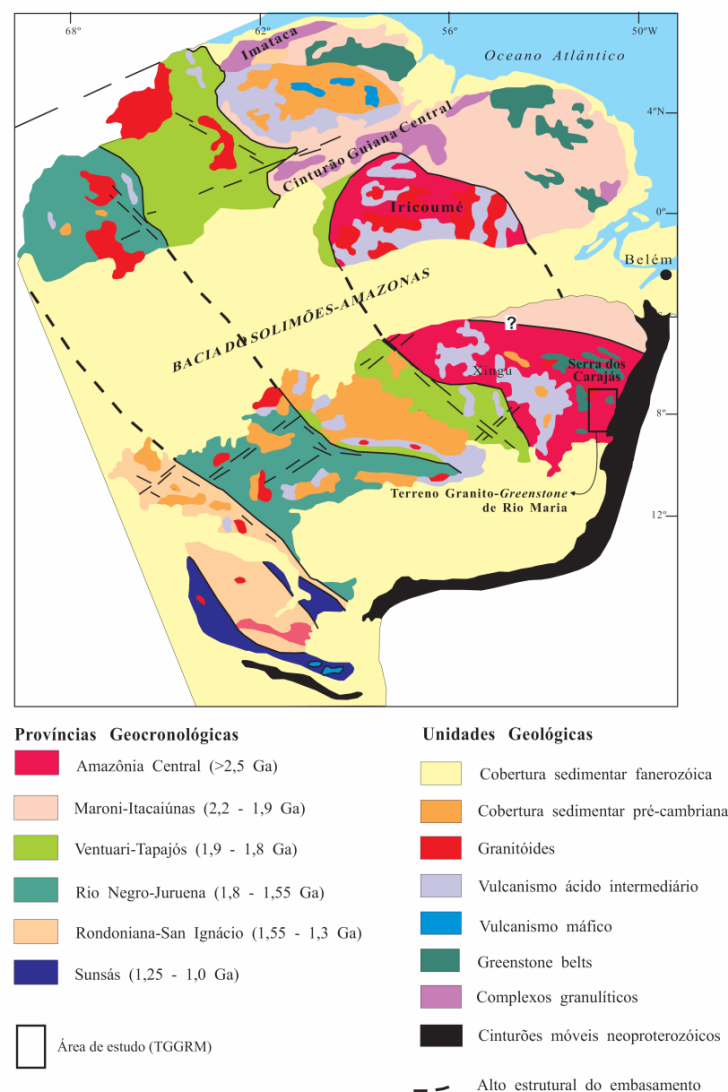 68°
62°
56°
50°W
Oceano Atlântico
Imataca
4°N
Cinturão Guiana Central
Iricoumé
0°
Belém
BACIA DO SOLIMÕES-AMAZONAS
?
Xingu
Serra dos
Carajás
8°
Terreno Granito-Greenstone
de Rio Maria
12°
Províncias Geocronológicas
Amazônia Central (>2,5 Ga)
Maroni-Itacaiúnas (2,2 - 1,9 Ga)
Ventuari-Tapajós (1,9 - 1,8 Ga)
Rio Negro-Juruena (1,8 - 1,55 Ga)
Rondoniana-San Ignácio (1,55 - 1,3 Ga)
Sunsás (1,25 - 1,0 Ga)
Área de estudo (TGGRM)
Unidades Geológicas
Cobertura sedimentar fanerozóica
Cobertura sedimentar pré-cambriana
Granitóides
Vulcanismo ácido intermediário
Vulcanismo máfico
Greenstone belts
Complexos granulíticos
Cinturões móveis neoproterozóicos
Alto estrutural do embasamento